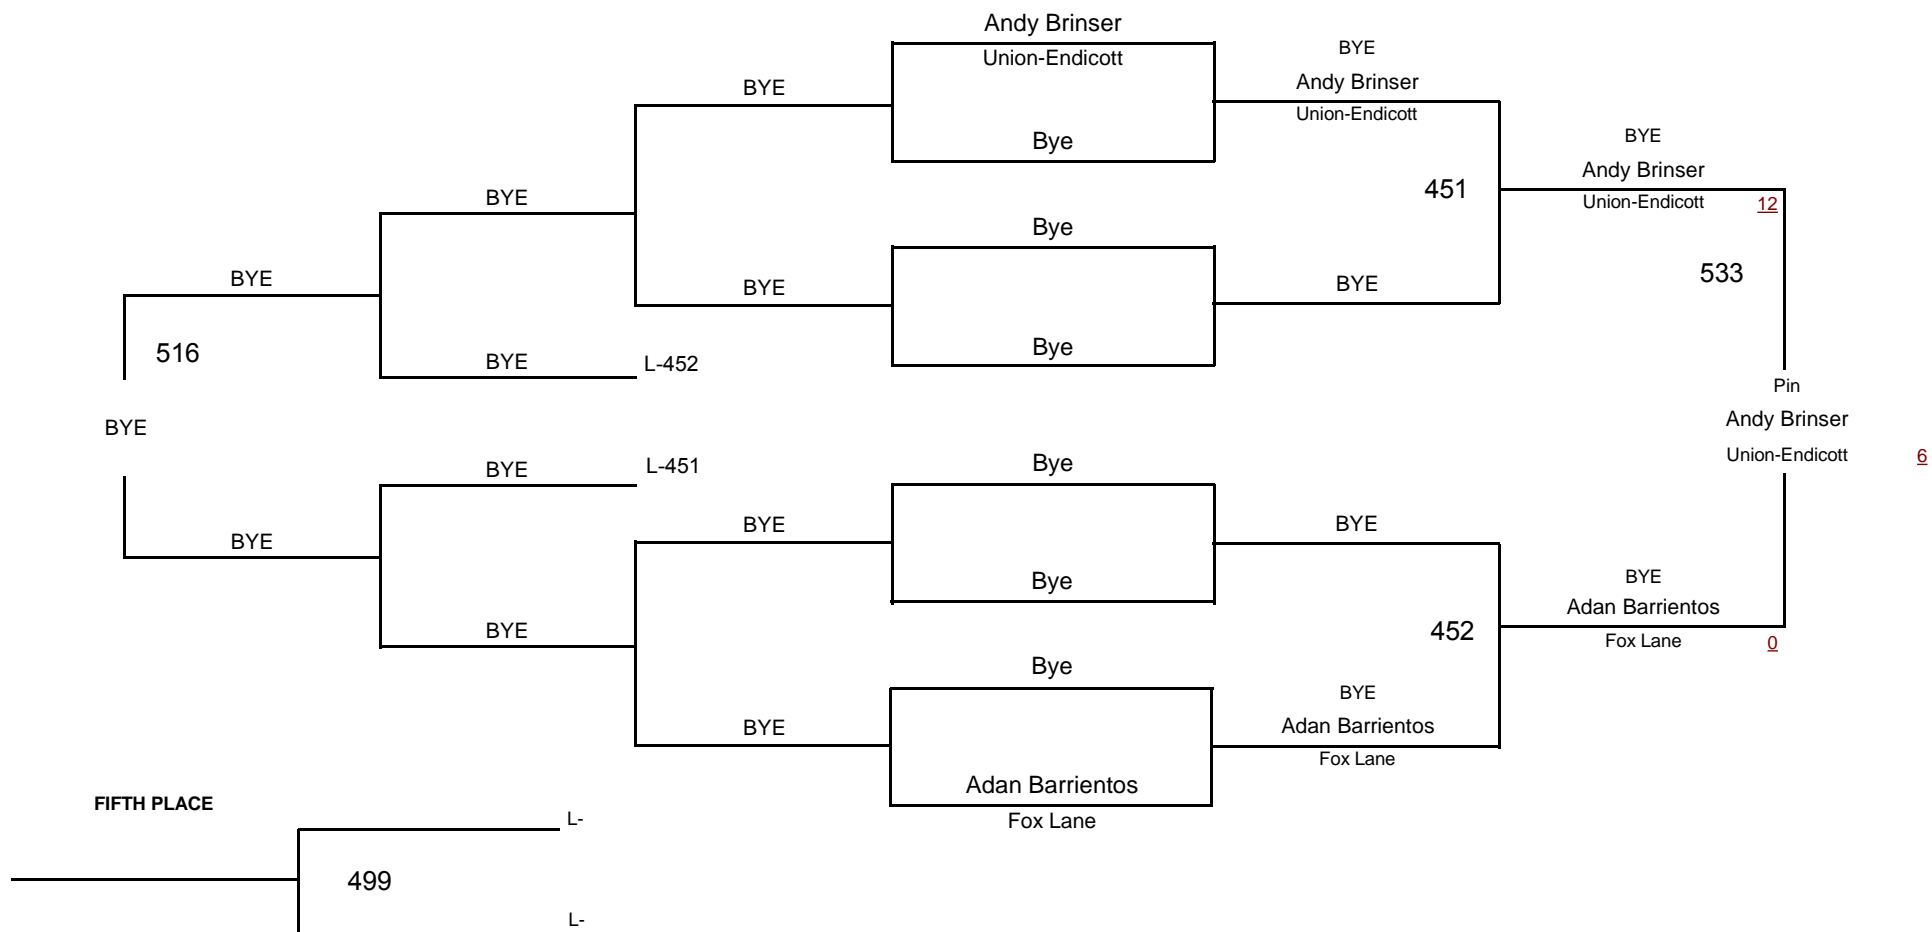 Andy Brinser
Union-Endicott
BYE
Andy Brinser
Union-Endicott
BYE
Bye
BYE
Andy Brinser
Union-Endicott
12
451
BYE
Bye
533
BYE
BYE
BYE
Bye
516
BYE
L-452
Pin
Andy Brinser
Union-Endicott
6
BYE
BYE
L-451
Bye
BYE
BYE
BYE
Bye
BYE
Adan Barrientos
Fox Lane
0
452
BYE
Bye
BYE
Adan Barrientos
Fox Lane
BYE
Adan Barrientos
Fox Lane
FIFTH PLACE
L-
499
L-